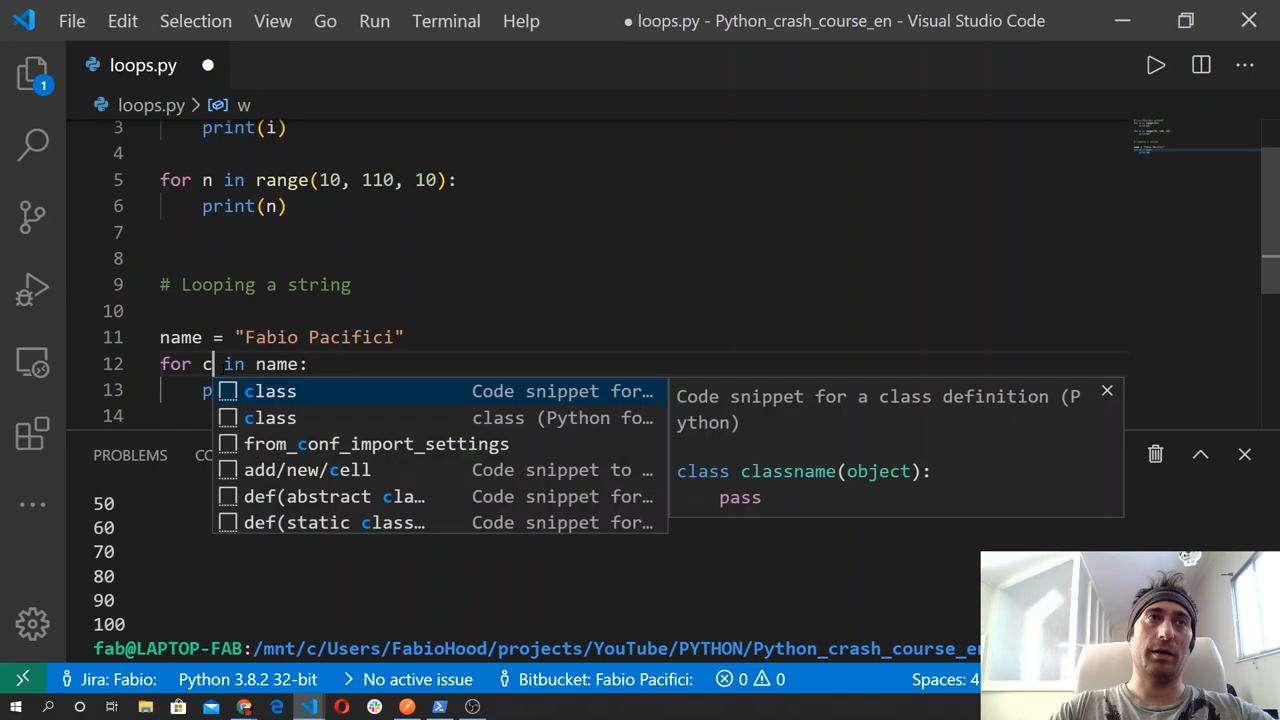 File Edit Selection View Go Run Terminal Help ● loops.py - Python_crash_course_en - Visual Studio Code
loops.py ●
loops.py > w
1
3 print(i)
4
5 for n in range(10, 110, 10):
6 print(n)
7
8
9 # Looping a string
10
11 name = "Fabio Pacifici"
12 for c in name:
13 p
14
class Code snippet for…
class class (Python fo…
from_conf_import_settings
add/new/cell Code snippet to …
def(abstract cla… Code snippet for…
def(static class… Code snippet for…
Code snippet for a class definition (P
ython)
class classname(object):
pass
PROBLEMS CO
50
60
70
80
90
100
fab@LAPTOP-FAB:/mnt/c/Users/FabioHood/projects/YouTube/PYTHON/Python_crash_course_en
Jira: Fabio: Python 3.8.2 32-bit > No active issue Bitbucket: Fabio Pacifici: 0 0 Spaces: 4